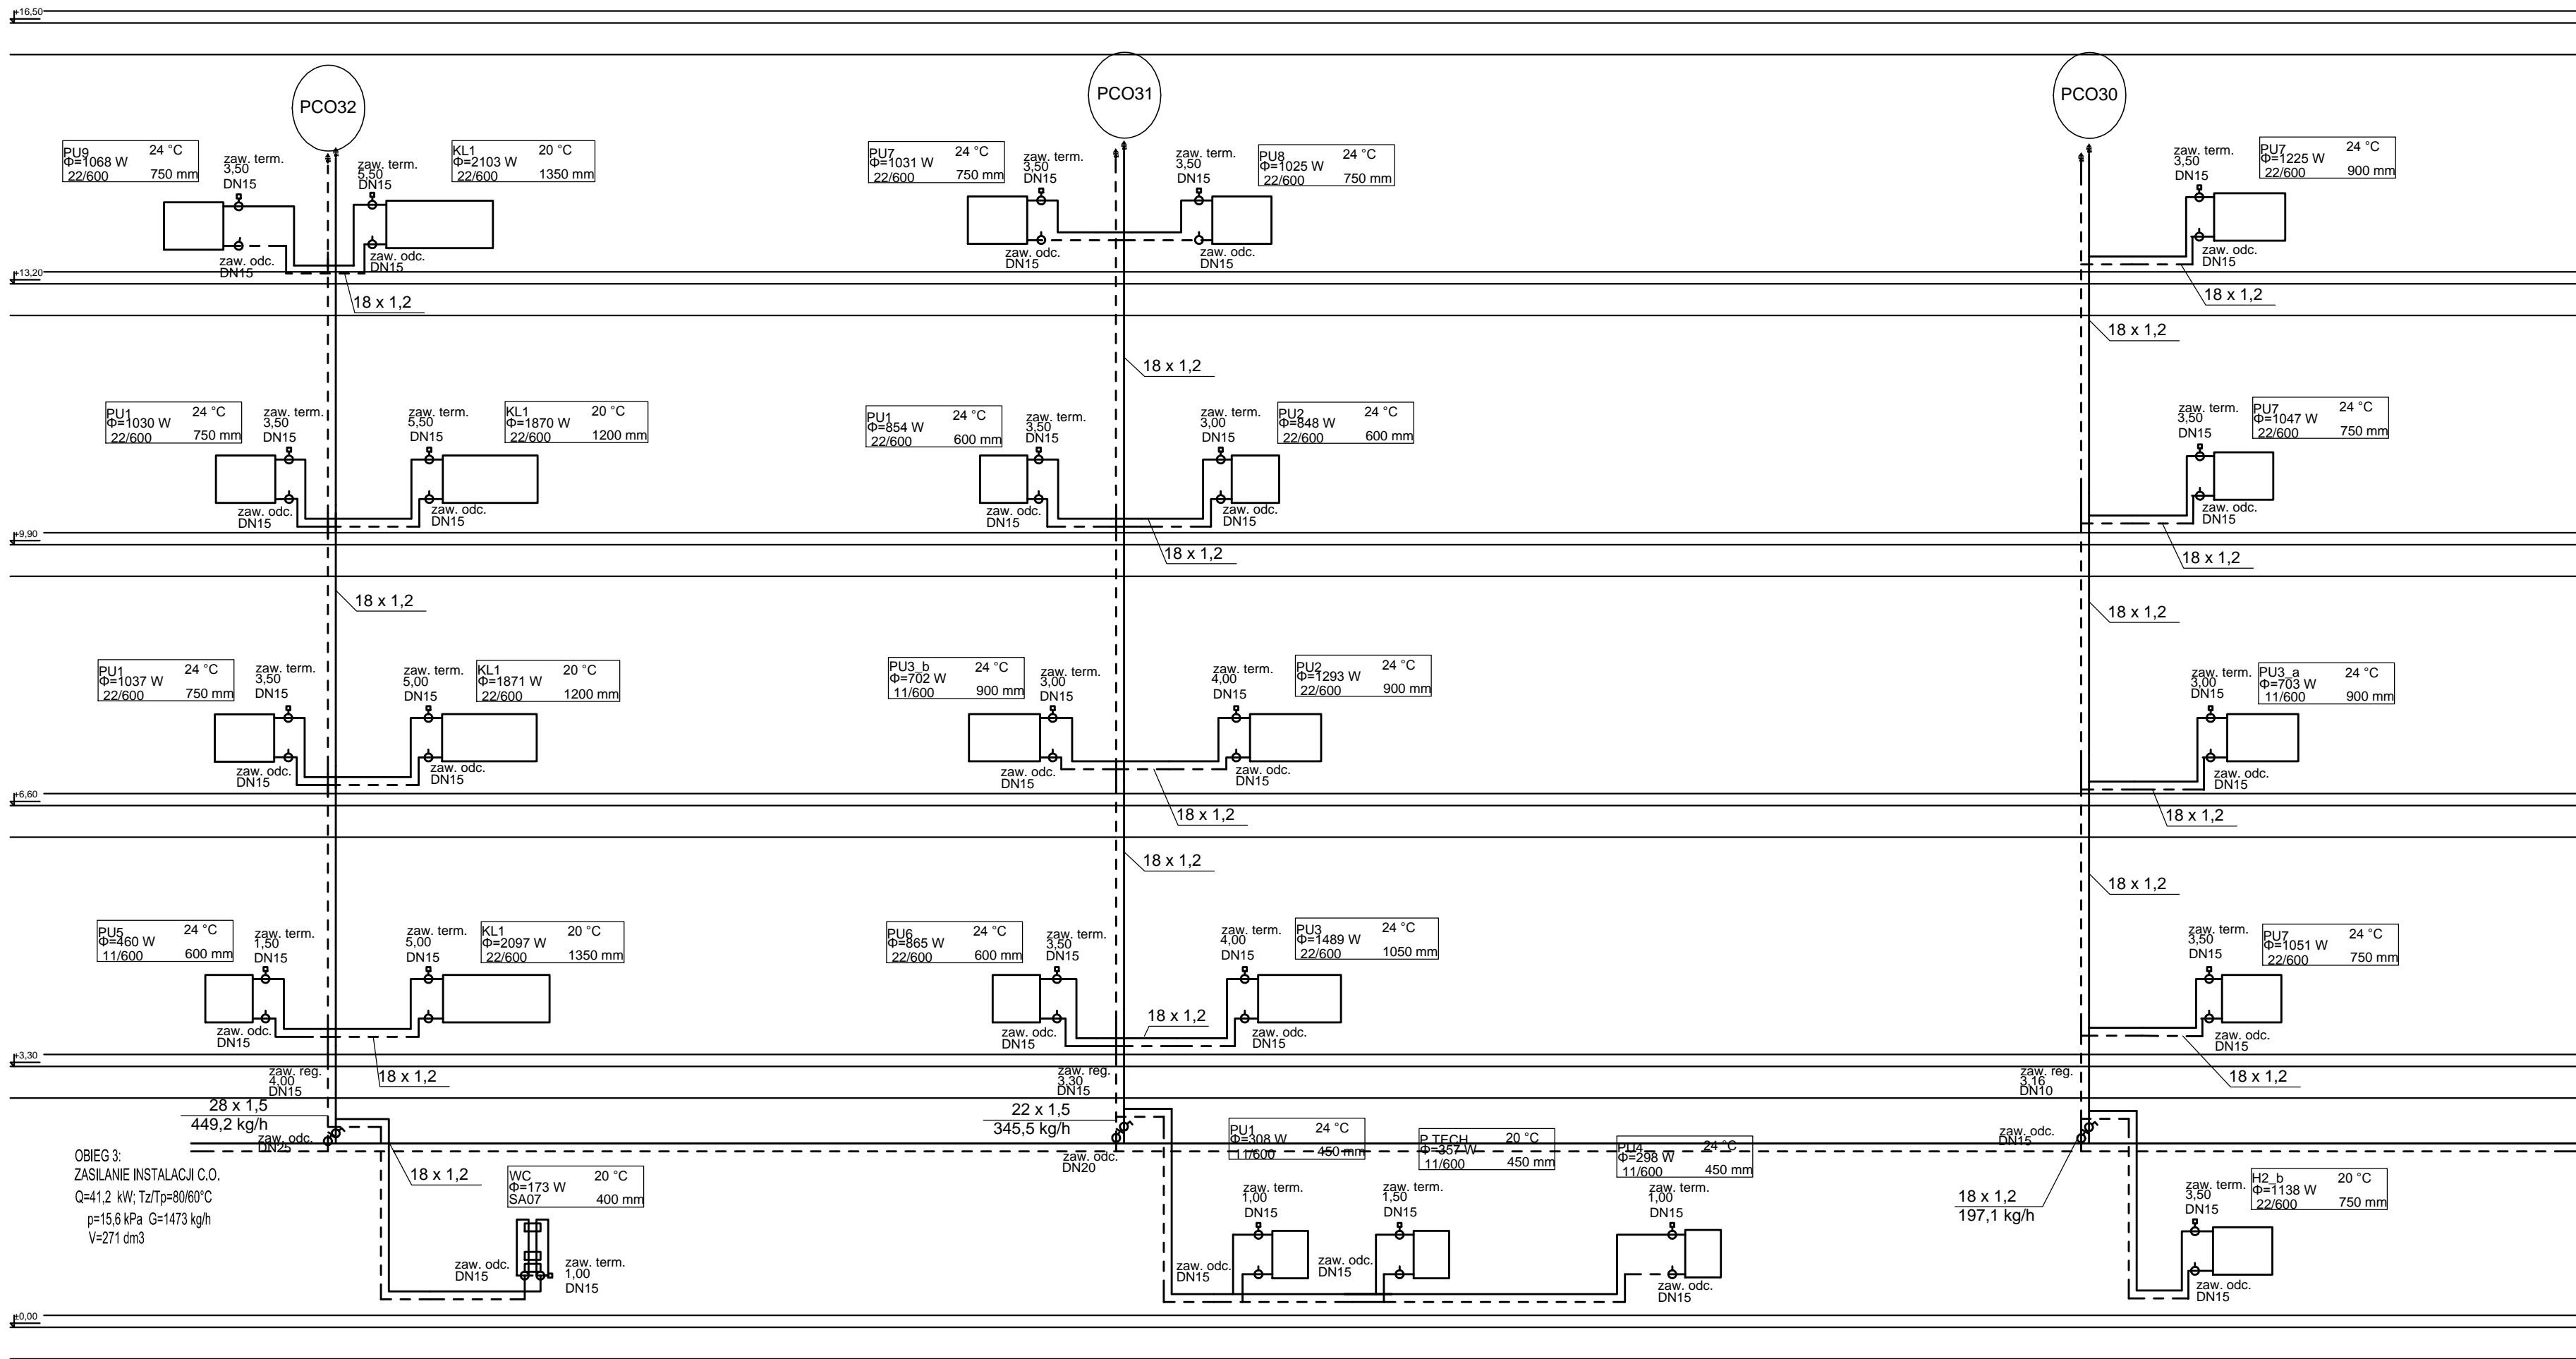 +16,50
PCO32
PCO31
PCO30
PU9 24 °C
Φ=1068 W
22/600 750 mm
zaw. term.
3,50
DN15
zaw. term.
5,50
DN15
KL1 20 °C
Φ=2103 W
22/600 1350 mm
zaw. odc.
DN15
zaw. odc.
DN15
18 x 1,2
PU7 24 °C
Φ=1031 W
22/600 750 mm
zaw. term.
3,50
DN15
zaw. term.
3,50
DN15
PU8 24 °C
Φ=1025 W
22/600 750 mm
zaw. odc.
DN15
zaw. odc.
DN15
zaw. term.
3,50
DN15
PU7 24 °C
Φ=1225 W
22/600 900 mm
zaw. odc.
DN15
18 x 1,2
+13,20
18 x 1,2
18 x 1,2
PU1 24 °C
Φ=1030 W
22/600 750 mm
zaw. term.
3,50
DN15
zaw. term.
5,50
DN15
KL1 20 °C
Φ=1870 W
22/600 1200 mm
zaw. odc.
DN15
zaw. odc.
DN15
PU1 24 °C
Φ=854 W
22/600 600 mm
zaw. term.
3,50
DN15
zaw. term.
3,00
DN15
PU2 24 °C
Φ=848 W
22/600 600 mm
zaw. odc.
DN15
zaw. odc.
DN15
18 x 1,2
zaw. term.
3,50
DN15
PU7 24 °C
Φ=1047 W
22/600 750 mm
zaw. odc.
DN15
18 x 1,2
+9,90
18 x 1,2
18 x 1,2
PU1 24 °C
Φ=1037 W
22/600 750 mm
zaw. term.
3,50
DN15
zaw. term.
5,00
DN15
KL1 20 °C
Φ=1871 W
22/600 1200 mm
zaw. odc.
DN15
zaw. odc.
DN15
PU3_b 24 °C
Φ=702 W
11/600 900 mm
zaw. term.
3,00
DN15
zaw. term.
4,00
DN15
PU2 24 °C
Φ=1293 W
22/600 900 mm
zaw. odc.
DN15
zaw. odc.
DN15
18 x 1,2
zaw. term.
3,00
DN15
PU3_a 24 °C
Φ=703 W
11/600 900 mm
zaw. odc.
DN15
18 x 1,2
+6,60
18 x 1,2
18 x 1,2
PU5 24 °C
Φ=460 W
11/600 600 mm
zaw. term.
1,50
DN15
zaw. term.
5,00
DN15
KL1 20 °C
Φ=2097 W
22/600 1350 mm
zaw. odc.
DN15
zaw. odc.
DN15
18 x 1,2
PU6 24 °C
Φ=865 W
22/600 600 mm
zaw. term.
3,50
DN15
zaw. term.
4,00
DN15
PU3 24 °C
Φ=1489 W
22/600 1050 mm
zaw. odc.
DN15
zaw. odc.
DN15
18 x 1,2
zaw. term.
3,50
DN15
PU7 24 °C
Φ=1051 W
22/600 750 mm
zaw. odc.
DN15
18 x 1,2
+3,30
zaw. reg.
4,00
DN15
28 x 1,5
449,2 kg/h
zaw. odc.
DN25
zaw. reg.
3,30
DN15
22 x 1,5
345,5 kg/h
zaw. odc.
DN20
zaw. reg.
3,16
DN10
zaw. odc.
DN15
18 x 1,2
197,1 kg/h
OBIEG 3:
ZASILANIE INSTALACJI C.O.
Q=41,2 kW; Tz/Tp=80/60°C
p=15,6 kPa G=1473 kg/h
V=271 dm3
18 x 1,2
WC 20 °C
Φ=173 W
SA07 400 mm
zaw. odc.
DN15
zaw. term.
1,00
DN15
PU1 24 °C
Φ=308 W
11/600 450 mm
P.TECH 20 °C
Φ=357 W
11/600 450 mm
PU4 24 °C
Φ=298 W
11/600 450 mm
zaw. term.
1,00
DN15
zaw. term.
1,50
DN15
zaw. term.
1,00
DN15
zaw. odc.
DN15
zaw. odc.
DN15
zaw. odc.
DN15
zaw. term.
3,50
DN15
H2_b 20 °C
Φ=1138 W
22/600 750 mm
zaw. odc.
DN15
±0,00